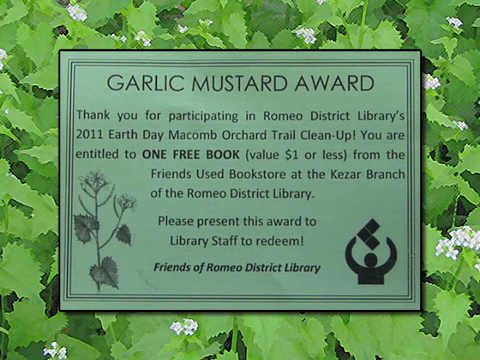 GARLIC MUSTARD AWARD
Thank you for participating in Romeo District Library's
2011 Earth Day Macomb Orchard Trail Clean-Up! You are
entitled to ONE FREE BOOK (value $1 or less) from the
Friends Used Bookstore at the Kezar Branch
of the Romeo District Library.
Please present this award to
Library Staff to redeem!
Friends of Romeo District Library